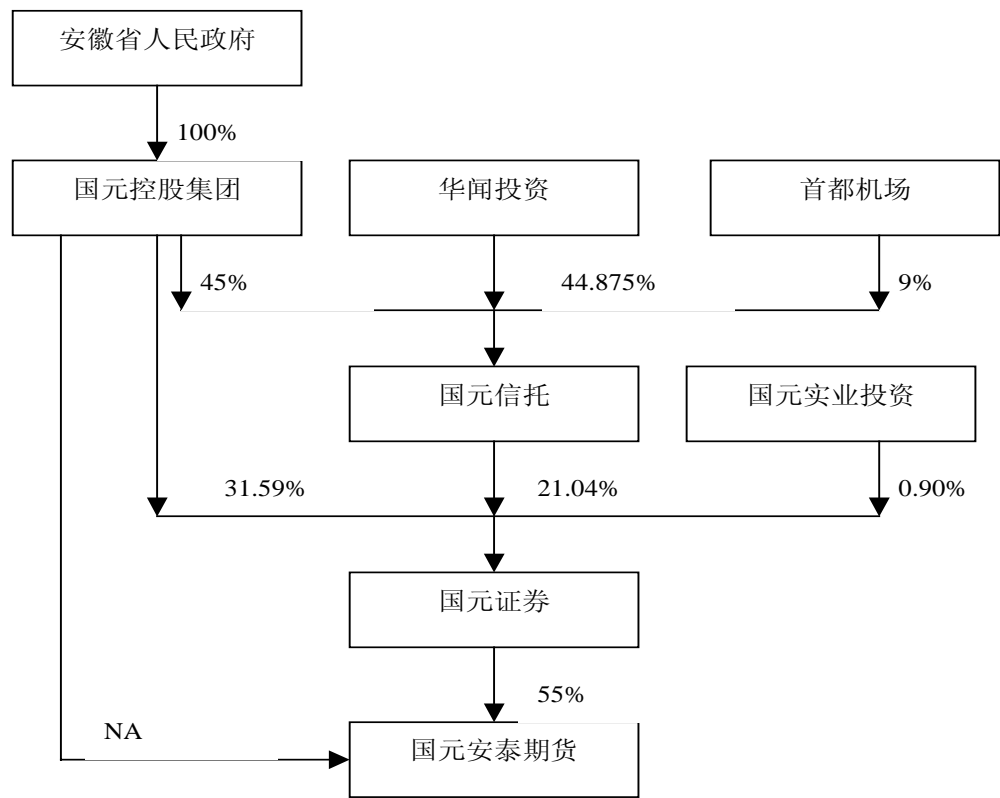 安徽省人民政府
100%
国元控股集团
华闻投资
首都机场
45%
44.875%
9%
国元信托
国元实业投资
31.59%
21.04%
0.90%
国元证券
55%
NA
国元安泰期货